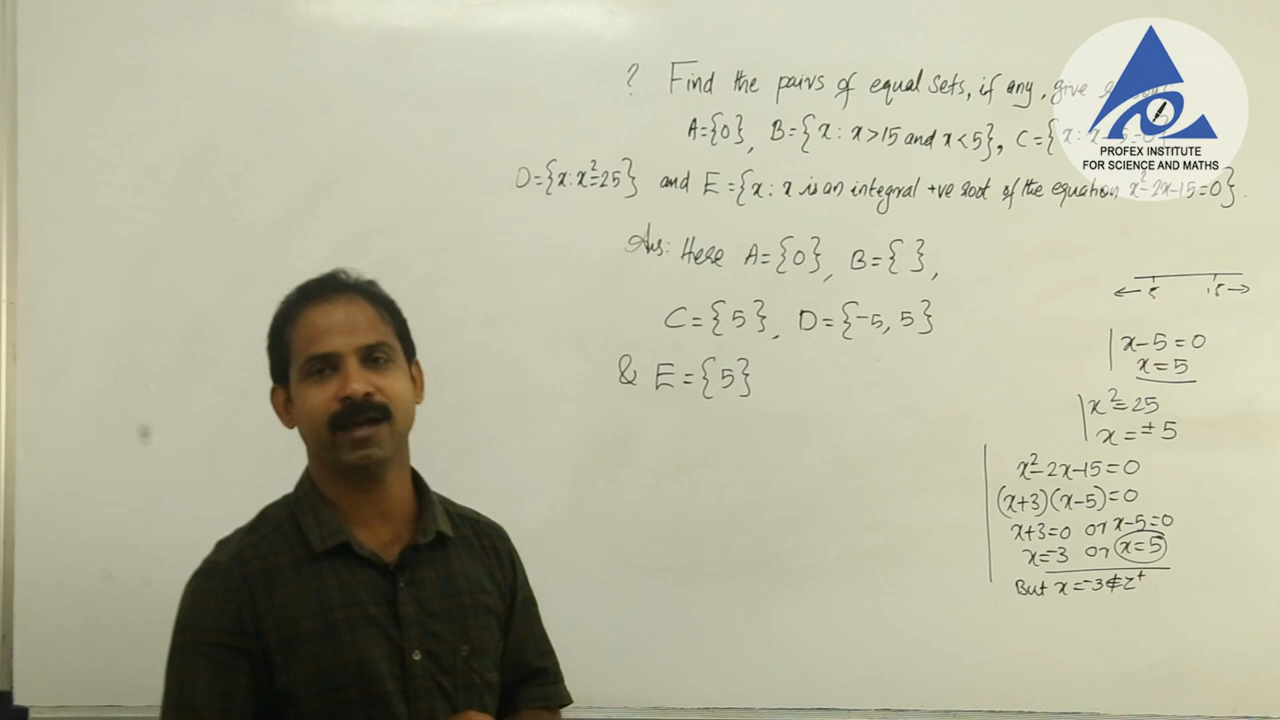 ? Find the pairs of equal sets, if any, give
A={0}, B={x: x>15 and x<5}, C={x: x-5=0}
D={x:x²=25} and E={x: x is an integral +ve root of the equation x²-2x-15=0}.
Ans: Here A={0}, B={ },
C={5}, D={-5, 5}
& E={5}
5 15
x-5=0
x=5
x²=25
x=±5
x²-2x-15=0
(x+3)(x-5)=0
x+3=0 or x-5=0
x=-3 or x=5
But x=-3∉Z⁺
PROFEX INSTITUTE
FOR SCIENCE AND MATHS